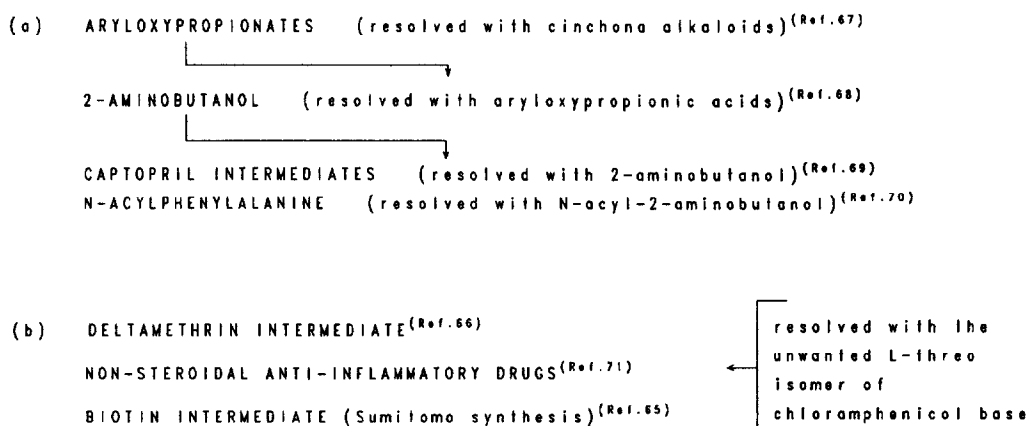 (a) ARYLOXYPROPIONATES (resolved with cinchona alkaloids)(Ref.67)
2-AMINOBUTANOL (resolved with aryloxypropionic acids)(Ref.68)
CAPTOPRIL INTERMEDIATES (resolved with 2-aminobutanol)(Ref.69)
N-ACYLPHENYLALANINE (resolved with N-acyl-2-aminobutanol)(Ref.70)
(b) DELTAMETHRIN INTERMEDIATE(Ref.66)
NON-STEROIDAL ANTI-INFLAMMATORY DRUGS(Ref.71)
BIOTIN INTERMEDIATE (Sumitomo synthesis)(Ref.65)
resolved with the
unwanted L-threo
isomer of
chloramphenicol base